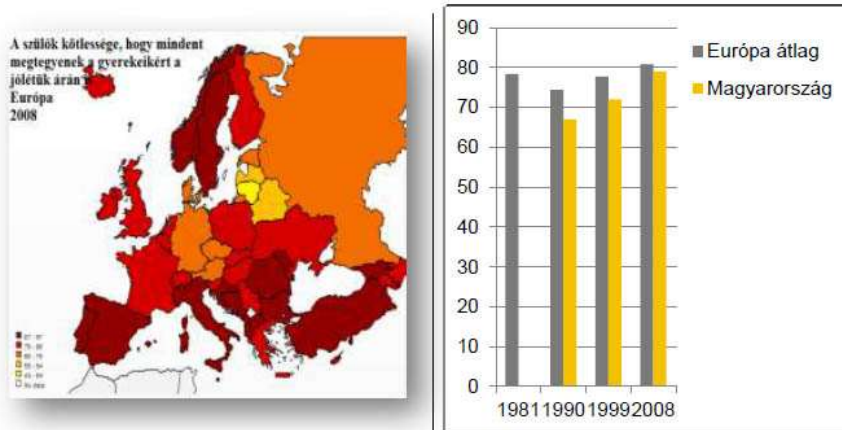 A szülők kötlessége, hogy mindent
megtegyenek a gyerekeikért a
jólétük árán
Európa
2008
90
80
70
60
50
40
30
20
10
0
1981 1990 1999 2008
Európa átlag
Magyarország